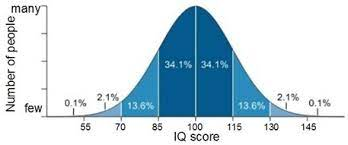 many
Number of people
few
34.1% 34.1%
13.6% 13.6%
2.1% 2.1%
0.1% 0.1%
55 70 85 100 115 130 145
IQ score